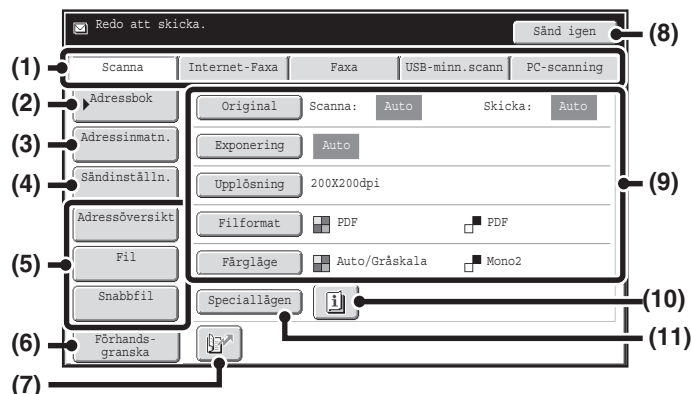 Redo att skicka.
Sänd igen
(8)
(1)
Scanna
Internet-Faxa
Faxa
USB-minn.scann
PC-scanning
(2)
Adressbok
Original
Scanna:
Auto
Skicka:
Auto
(3)
Adressinmatn.
Exponering
Auto
(4)
Sändinställn.
Upplösning
200X200dpi
(9)
Adressöversikt
Filformat
PDF
PDF
(5)
Fil
Färgläge
Auto/Gråskala
Mono2
Snabbfil
Speciallägen
(10)
(11)
(6)
Förhands-
granska
(7)